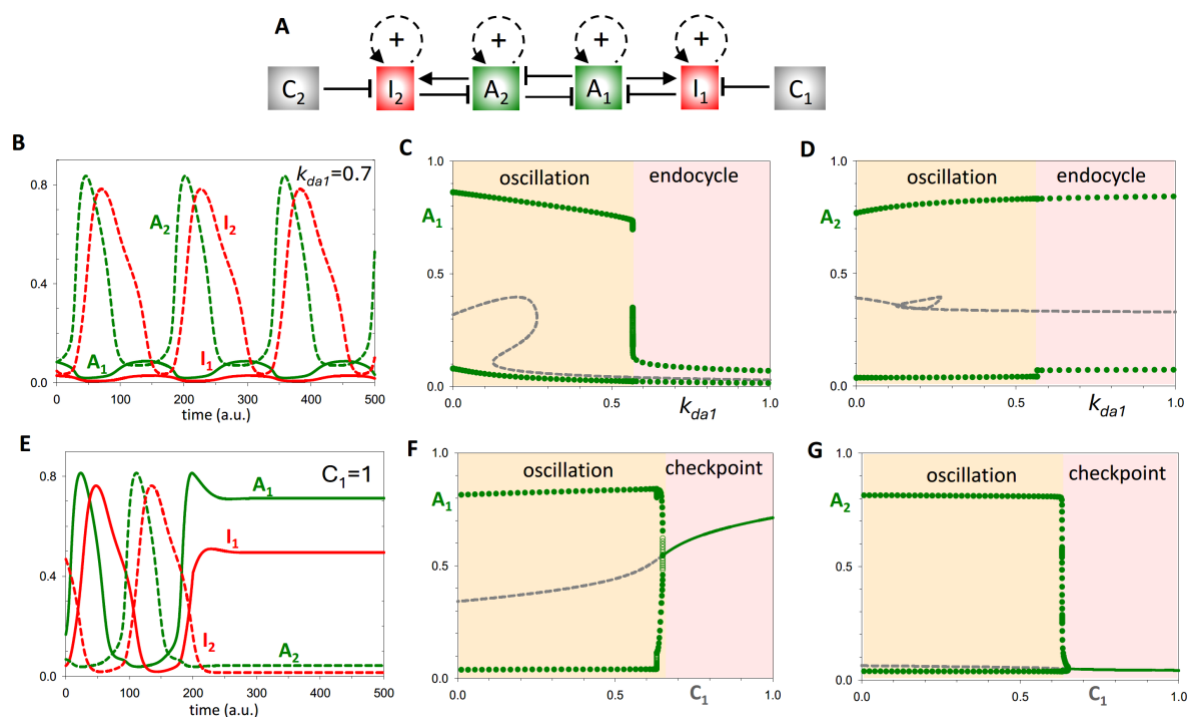 A
+ + + +
C2 I2 A2 A1 I1 C1
B
kda1=0.7
0.8
0.4
0.0
A2 I2
A1 I1
0 100 200 300 400 500
time (a.u.)
C
1.0
oscillation endocycle
A1
0.5
0.0
0.0 0.5 1.0
kda1
D
1.0
oscillation endocycle
A2
0.5
0.0
0.0 0.5 1.0
kda1
E
C1=1
0.8
A1
I1
0.4
I2
A2
0.0
0 100 200 300 400 500
time (a.u.)
F
1.0
oscillation checkpoint
A1
0.5
0.0
0.0 0.5 1.0
C1
G
1.0
oscillation checkpoint
A2
0.5
0.0
0.0 0.5 1.0
C1